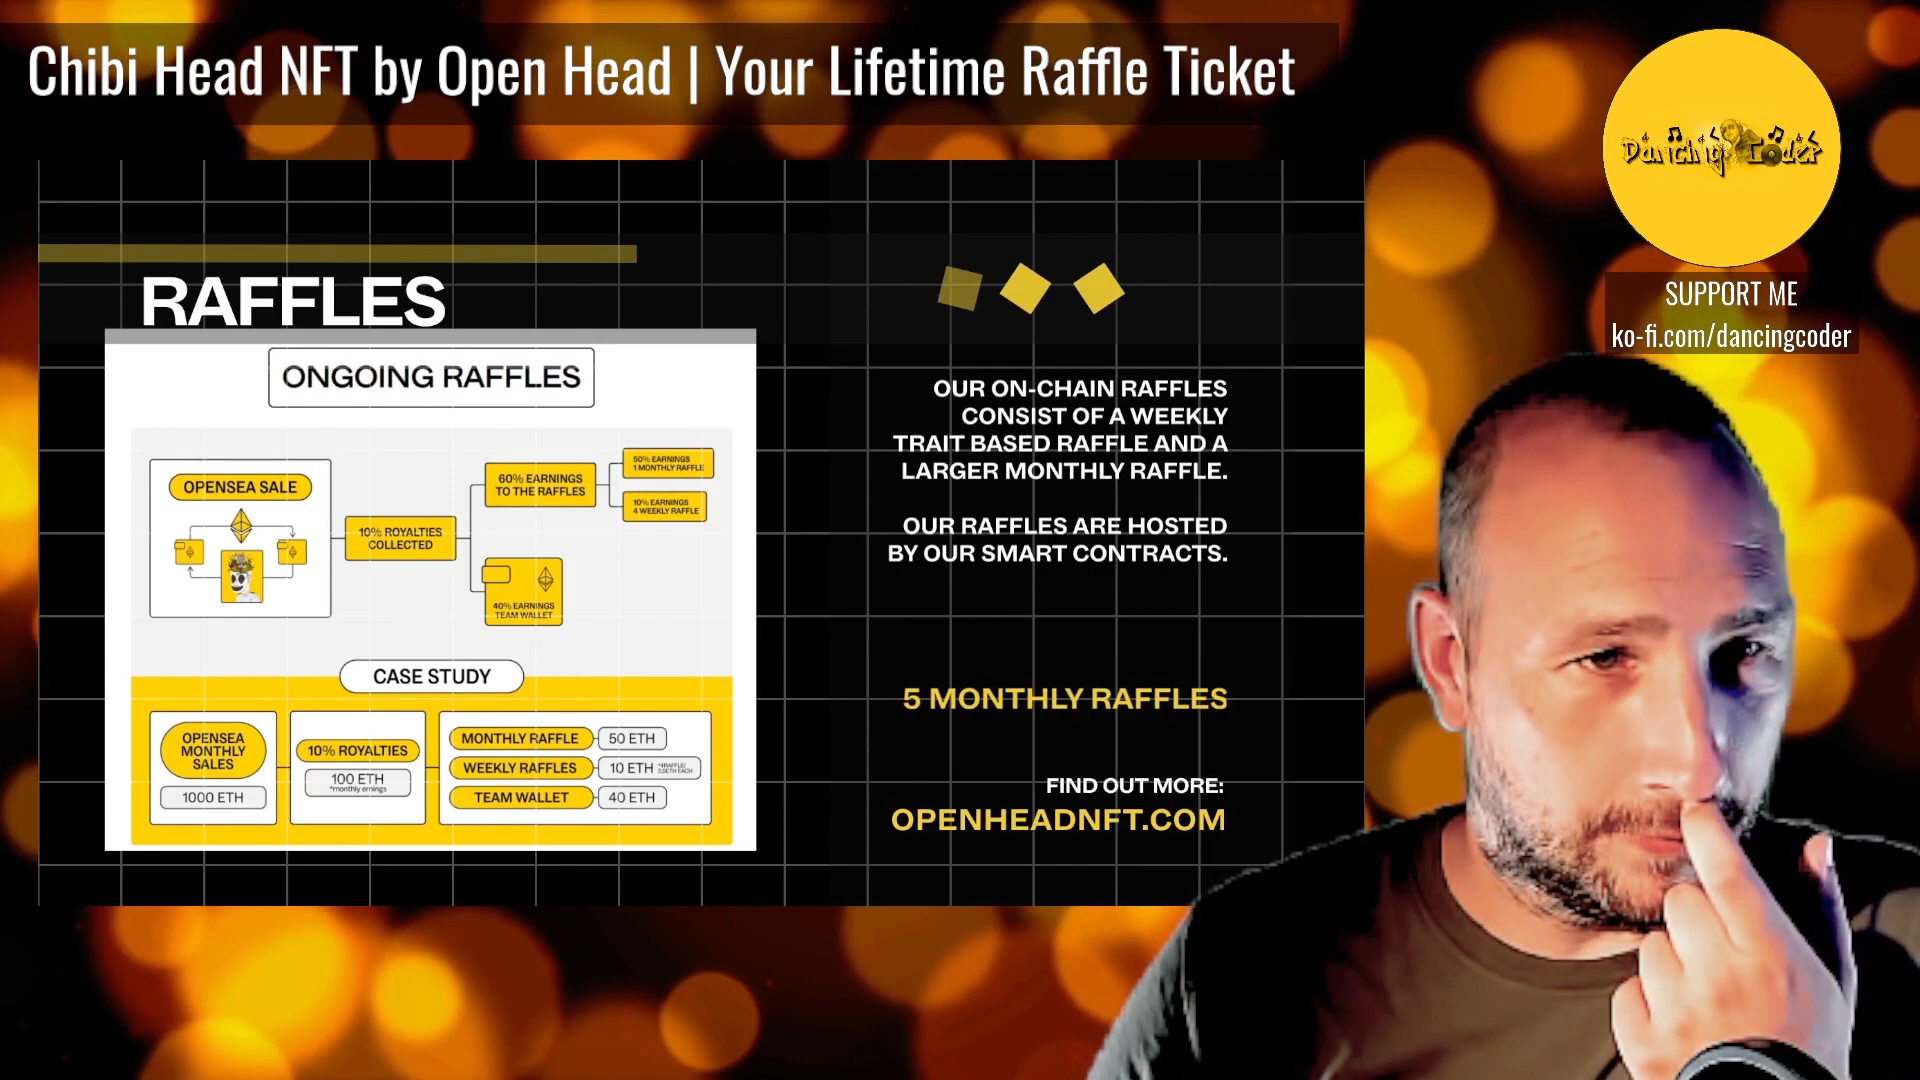 Chibi Head NFT by Open Head | Your Lifetime Raffle Ticket
Dancing Coder
SUPPORT ME
ko-fi.com/dancingcoder
RAFFLES
ONGOING RAFFLES
OPENSEA SALE
10% ROYALTIES
COLLECTED
60% EARNINGS
TO THE RAFFLES
50% EARNINGS
1 MONTHLY RAFFLE
10% EARNINGS
4 WEEKLY RAFFLE
40% EARNINGS
TEAM WALLET
CASE STUDY
OPENSEA
MONTHLY
SALES
1000 ETH
10% ROYALTIES
100 ETH
*monthly ernings
MONTHLY RAFFLE
50 ETH
WEEKLY RAFFLES
10 ETH
TEAM WALLET
40 ETH
OUR ON-CHAIN RAFFLES
CONSIST OF A WEEKLY
TRAIT BASED RAFFLE AND A
LARGER MONTHLY RAFFLE.
OUR RAFFLES ARE HOSTED
BY OUR SMART CONTRACTS.
5 MONTHLY RAFFLES
FIND OUT MORE:
OPENHEADNFT.COM